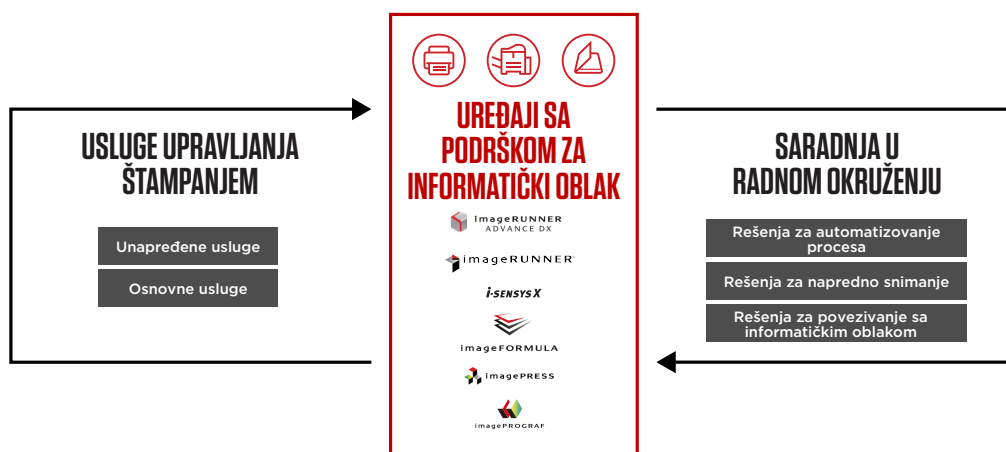 USLUGE UPRAVLJANJA
ŠTAMPANJEM
Unapređene usluge
Osnovne usluge
UREĐAJI SA
PODRŠKOM ZA
INFORMATIČKI OBLAK
imageRUNNER
ADVANCE DX
imageRUNNER
i-SENSYS X
imageFORMULA
imagePRESS
imagePROGRAF
SARADNJA U
RADNOM OKRUŽENJU
Rešenja za automatizovanje
procesa
Rešenja za napredno snimanje
Rešenja za povezivanje sa
informatičkim oblakom